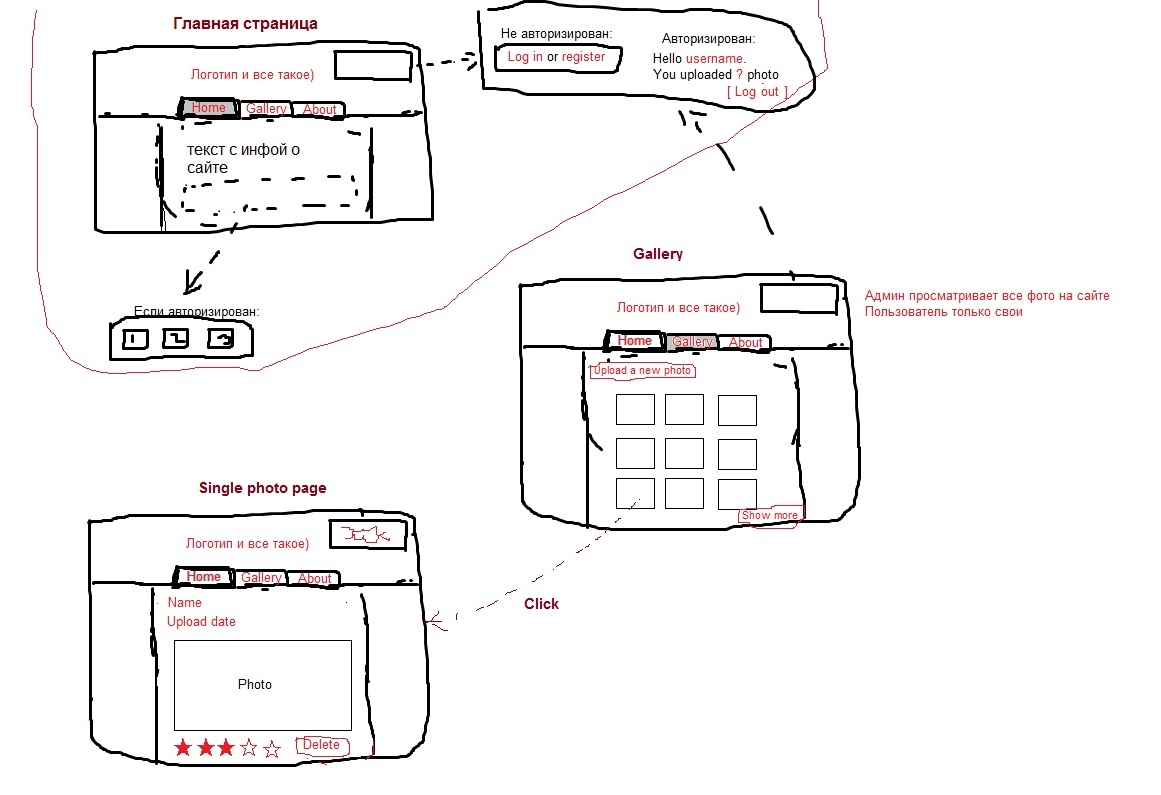 Главная страница
Логотип и все такое)
Home Gallery About
текст с инфой о
сайте
Не авторизирован:
Log in or register
Авторизирован:
Hello username.
You uploaded ? photo
[ Log out ]
Если авторизирован:
1 2 3
Gallery
Логотип и все такое)
Home Gallery About
Upload a new photo
Show more
Админ просматривает все фото на сайте
Пользователь только свои
Click
Single photo page
Логотип и все такое)
Home Gallery About
Name
Upload date
Photo
Delete